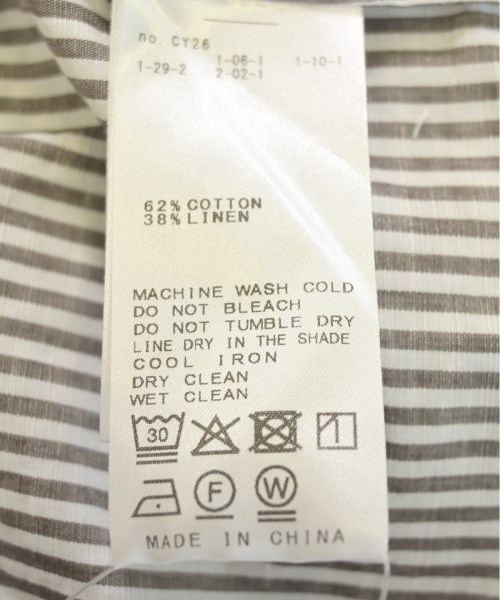 no. CY26
1-29-2 1-06-1 1-10-1
2-02-1
62% COTTON
38% LINEN
MACHINE WASH COLD
DO NOT BLEACH
DO NOT TUMBLE DRY
LINE DRY IN THE SHADE
COOL IRON
DRY CLEAN
WET CLEAN
30
F W
MADE IN CHINA